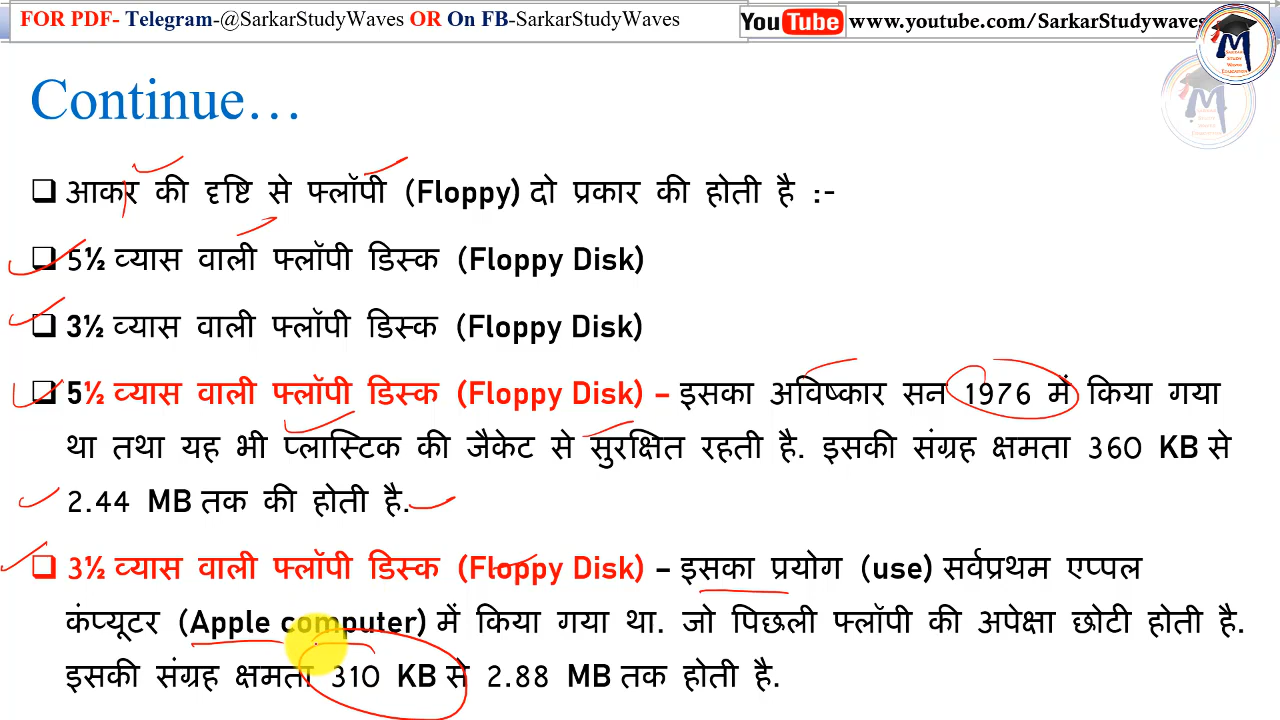 FOR PDF- Telegram-@SarkarStudyWaves OR On FB-SarkarStudyWaves
YouTube www.youtube.com/SarkarStudywaves
Continue…
आकर की दृष्टि से फ्लॉपी (Floppy) दो प्रकार की होती है :-
5½ व्यास वाली फ्लॉपी डिस्क (Floppy Disk)
3½ व्यास वाली फ्लॉपी डिस्क (Floppy Disk)
5½ व्यास वाली फ्लॉपी डिस्क (Floppy Disk) – इसका अविष्कार सन 1976 में किया गया
था तथा यह भी प्लास्टिक की जैकेट से सुरक्षित रहती है. इसकी संग्रह क्षमता 360 KB से
2.44 MB तक की होती है.
3½ व्यास वाली फ्लॉपी डिस्क (Floppy Disk) – इसका प्रयोग (use) सर्वप्रथम एप्पल
कंप्यूटर (Apple computer) में किया गया था. जो पिछली फ्लॉपी की अपेक्षा छोटी होती है.
इसकी संग्रह क्षमता 310 KB से 2.88 MB तक होती है.